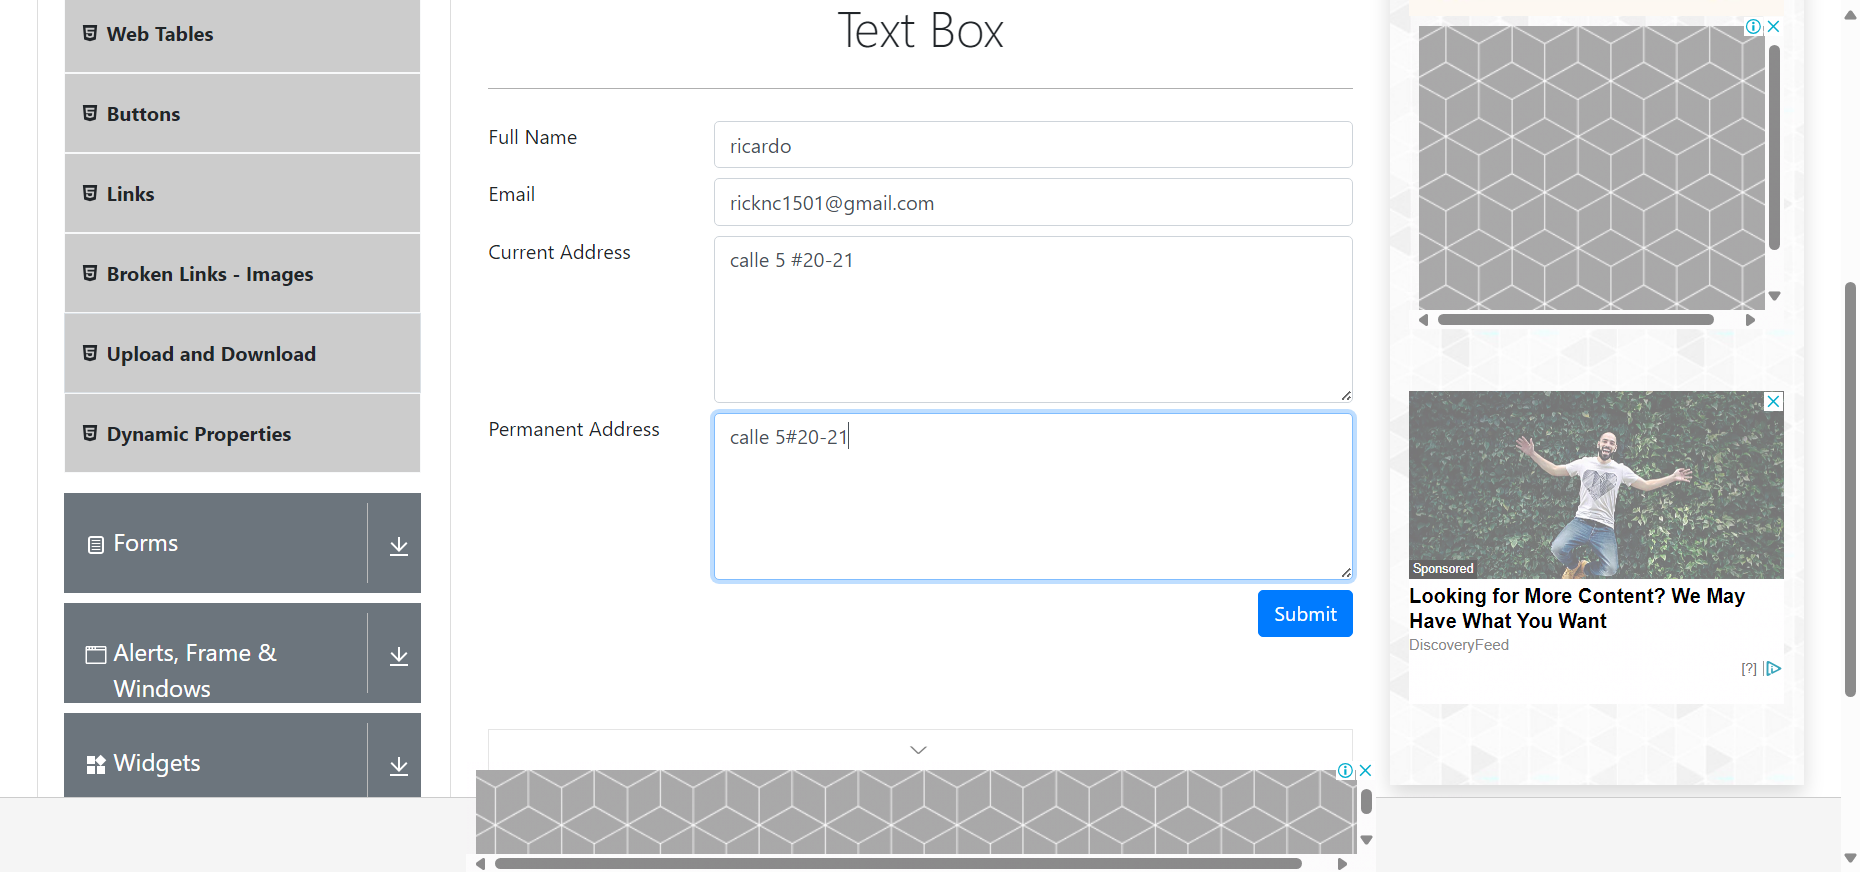 Web Tables
Buttons
Links
Broken Links - Images
Upload and Download
Dynamic Properties
Forms
Alerts, Frame &
Windows
Widgets
Text Box
Full Name
ricardo
Email
ricknc1501@gmail.com
Current Address
calle 5 #20-21
Permanent Address
calle 5#20-21
Submit
Sponsored
Looking for More Content? We May
Have What You Want
DiscoveryFeed
[?]